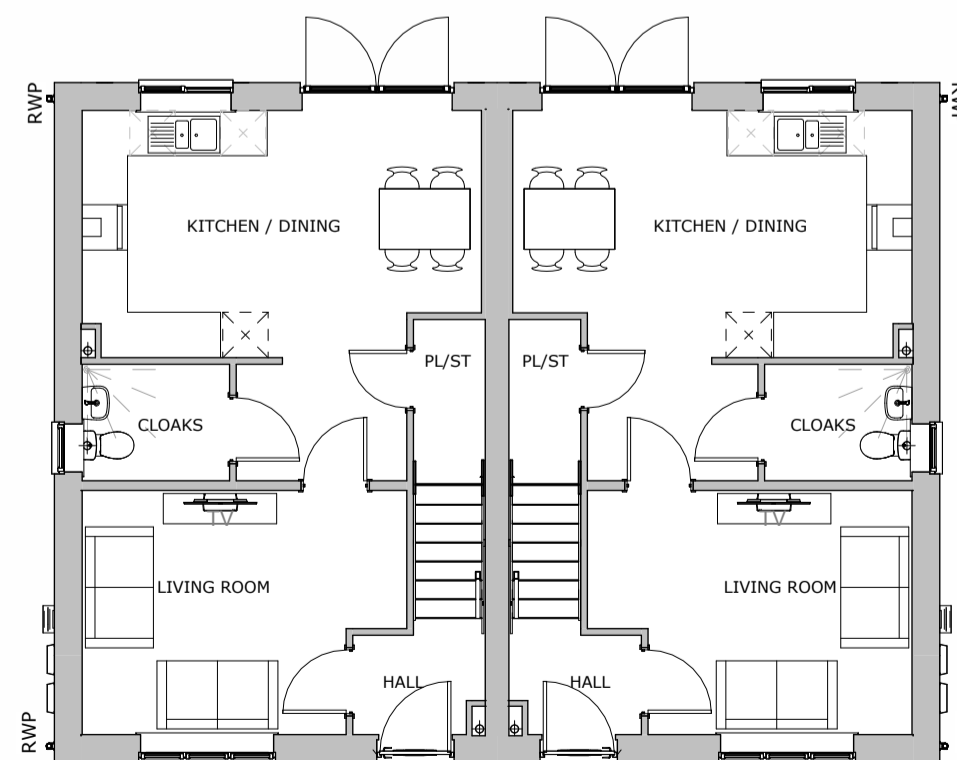 RWP
KITCHEN / DINING
KITCHEN / DINING
PL/ST
PL/ST
CLOAKS
CLOAKS
TV
TV
LIVING ROOM
LIVING ROOM
HALL
HALL
RWP